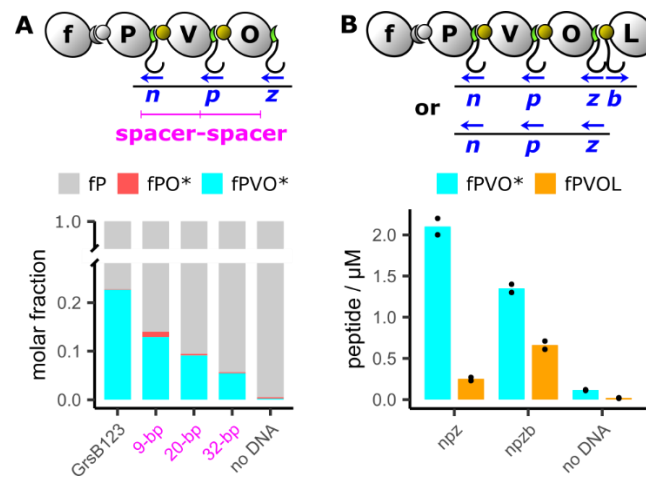 A
f P V O
n p z
spacer-spacer
fP fPO* fPVO*
molar fraction
1.0
0.2
0.1
0.0
GrsB123
9-bp
20-bp
32-bp
no DNA
B
f P V O L
n p z b
or
n p z
fPVO* fPVOL
peptide / μM
2.0
1.5
1.0
0.5
0.0
npz
npzb
no DNA